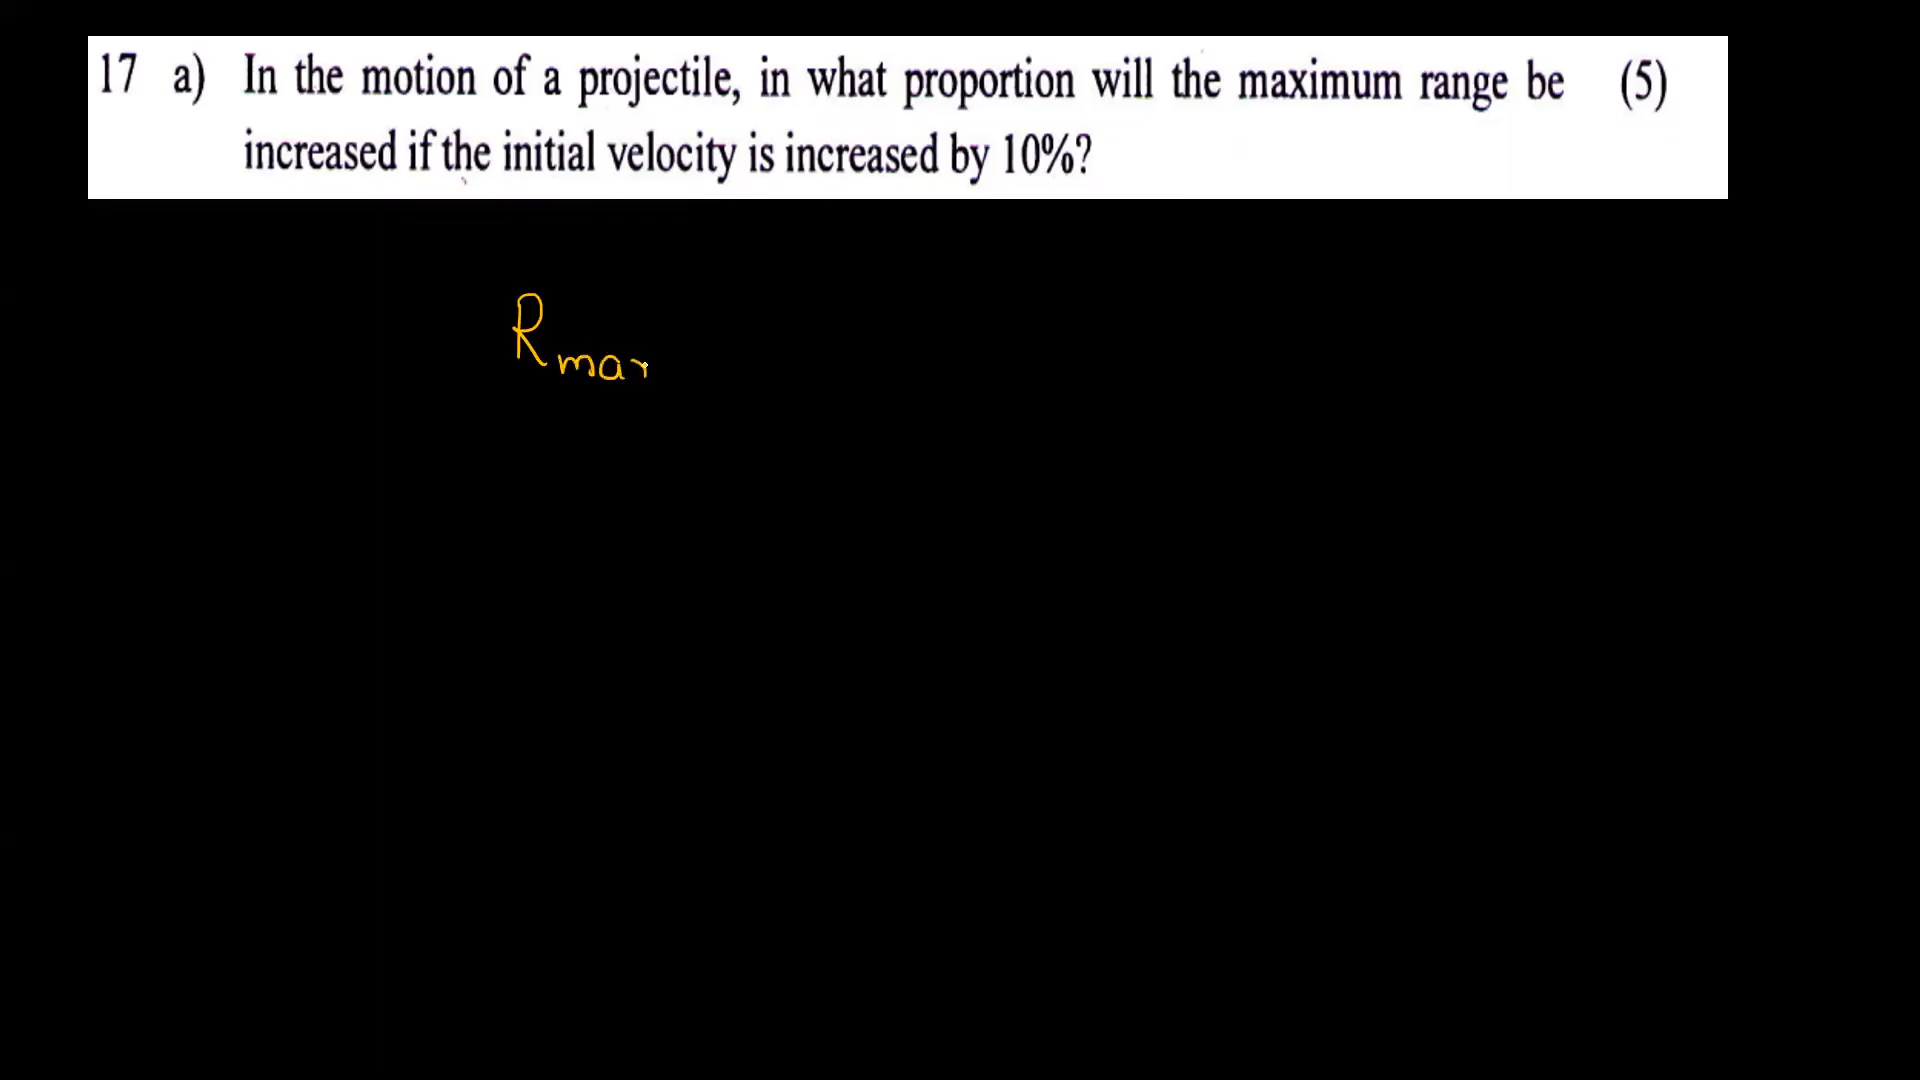 17 a) In the motion of a projectile, in what proportion will the maximum range be (5)
increased if the initial velocity is increased by 10%?
Rmax